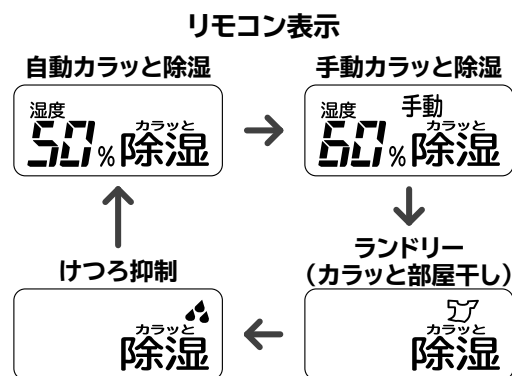 リモコン表示
自動カラッと除湿
湿度
50%
カラッと
除湿
手動カラッと除湿
湿度 手動
60%
カラッと
除湿
ランドリー
（カラッと部屋干し）
カラッと
除湿
けつろ抑制
カラッと
除湿